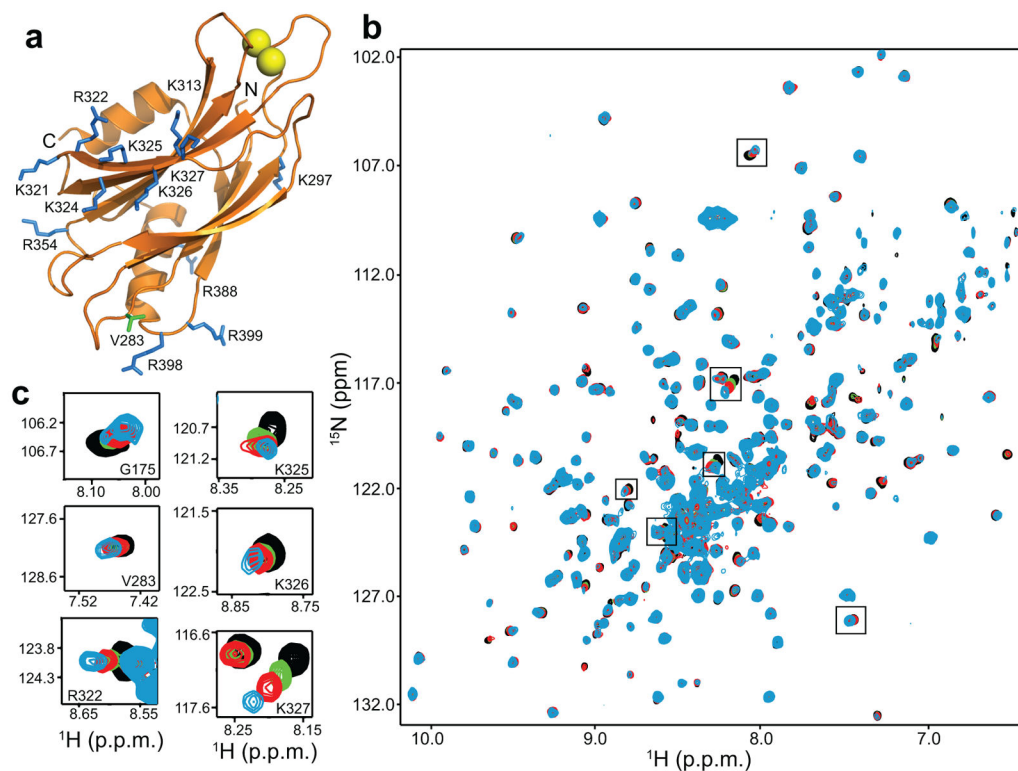 a
K313
R322
N
C
K325
K327
K326
K321
K324
K297
R354
R388
V283
R399
R398
b
102.0
107.0
112.0
117.0
122.0
127.0
132.0
¹⁵N (ppm)
10.0 9.0 8.0 7.0
¹H (p.p.m.)
c
106.2
106.7
G175
8.10 8.00
120.7
121.2
K325
8.35 8.25
127.6
128.6
V283
7.52 7.42
121.5
122.5
K326
8.85 8.75
123.8
124.3
R322
8.65 8.55
116.6
117.6
K327
8.25 8.15
¹H (p.p.m.)
¹H (p.p.m.)